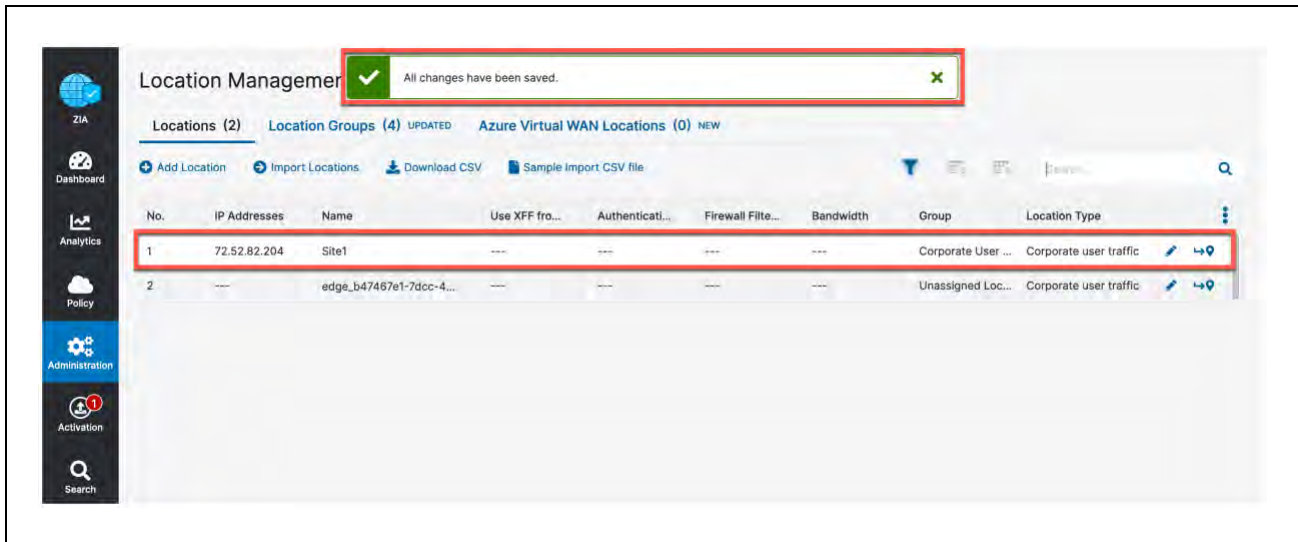 Location Managemer
All changes have been saved.
ZIA
Locations (2) Location Groups (4) UPDATED Azure Virtual WAN Locations (0) NEW
Dashboard
Add Location Import Locations Download CSV Sample Import CSV file Search...
Analytics
No. IP Addresses Name Use XFF fro... Authenticati... Firewall Filte... Bandwidth Group Location Type
1 72.52.82.204 Site1 --- --- --- --- Corporate User ... Corporate user traffic
Policy
2 --- edge_b47467e1-7dcc-4... --- --- --- --- Unassigned Loc... Corporate user traffic
Administration
1
Activation
Search